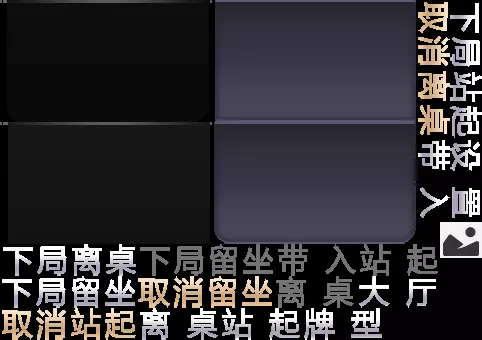 下局站起设 置
取消离桌带 入
下局离桌下局留坐带 入站 起
下局留坐取消留坐离 桌大 厅
取消站起离 桌站 起牌 型